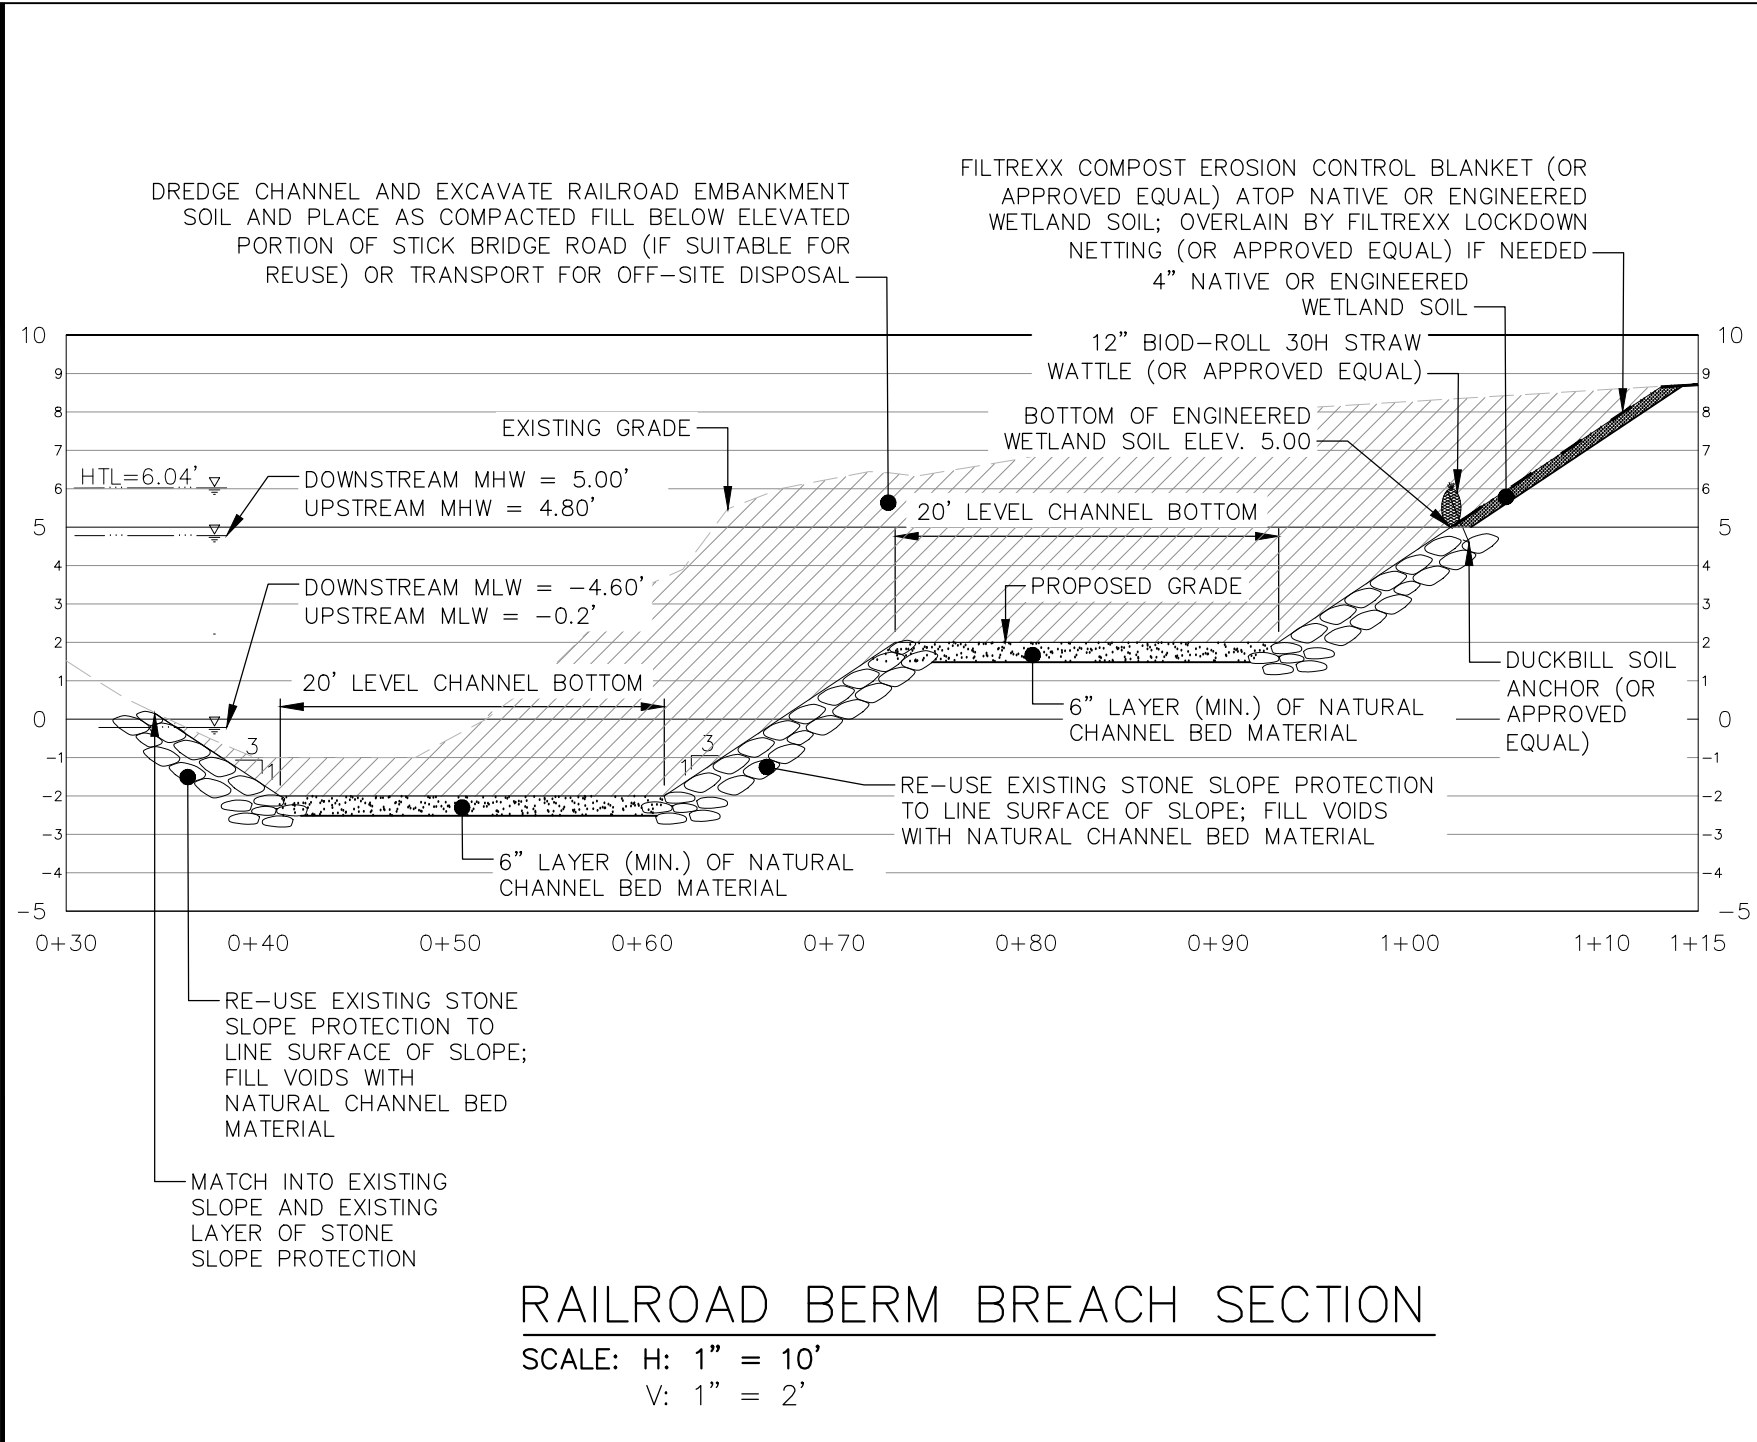 DREDGE CHANNEL AND EXCAVATE RAILROAD EMBANKMENT
SOIL AND PLACE AS COMPACTED FILL BELOW ELEVATED
PORTION OF STICK BRIDGE ROAD (IF SUITABLE FOR
REUSE) OR TRANSPORT FOR OFF-SITE DISPOSAL
FILTREXX COMPOST EROSION CONTROL BLANKET (OR
APPROVED EQUAL) ATOP NATIVE OR ENGINEERED
WETLAND SOIL; OVERLAIN BY FILTREXX LOCKDOWN
NETTING (OR APPROVED EQUAL) IF NEEDED
4" NATIVE OR ENGINEERED
WETLAND SOIL
12" BIOD-ROLL 30H STRAW
WATTLE (OR APPROVED EQUAL)
BOTTOM OF ENGINEERED
WETLAND SOIL ELEV. 5.00
EXISTING GRADE
HTL=6.04'
DOWNSTREAM MHW = 5.00'
UPSTREAM MHW = 4.80'
20' LEVEL CHANNEL BOTTOM
DOWNSTREAM MLW = -4.60'
UPSTREAM MLW = -0.2'
PROPOSED GRADE
20' LEVEL CHANNEL BOTTOM
DUCKBILL SOIL
ANCHOR (OR
APPROVED
EQUAL)
6" LAYER (MIN.) OF NATURAL
CHANNEL BED MATERIAL
3
1
3
1
RE-USE EXISTING STONE SLOPE PROTECTION
TO LINE SURFACE OF SLOPE; FILL VOIDS
WITH NATURAL CHANNEL BED MATERIAL
6" LAYER (MIN.) OF NATURAL
CHANNEL BED MATERIAL
10
9
8
7
6
5
4
3
2
1
0
-1
-2
-3
-4
-5
10
9
8
7
6
5
4
3
2
1
0
-1
-2
-3
-4
-5
0+30 0+40 0+50 0+60 0+70 0+80 0+90 1+00 1+10 1+15
RE-USE EXISTING STONE
SLOPE PROTECTION TO
LINE SURFACE OF SLOPE;
FILL VOIDS WITH
NATURAL CHANNEL BED
MATERIAL
MATCH INTO EXISTING
SLOPE AND EXISTING
LAYER OF STONE
SLOPE PROTECTION
RAILROAD BERM BREACH SECTION
SCALE: H: 1" = 10'
V: 1" = 2'